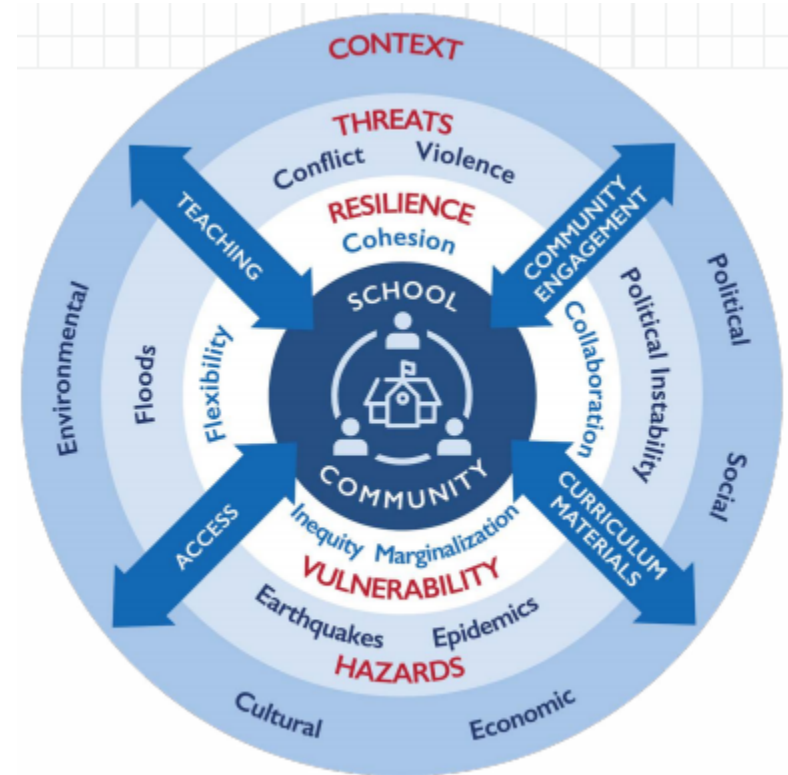 CONTEXT
THREATS
Conflict Violence
RESILIENCE
Cohesion
TEACHING
COMMUNITY
ENGAGEMENT
SCHOOL
COMMUNITY
Environmental
Floods
Flexibility
Collaboration
Political Instability
Political
Social
ACCESS
CURRICULUM
MATERIALS
Inequity Marginalization
VULNERABILITY
Earthquakes Epidemics
HAZARDS
Cultural Economic